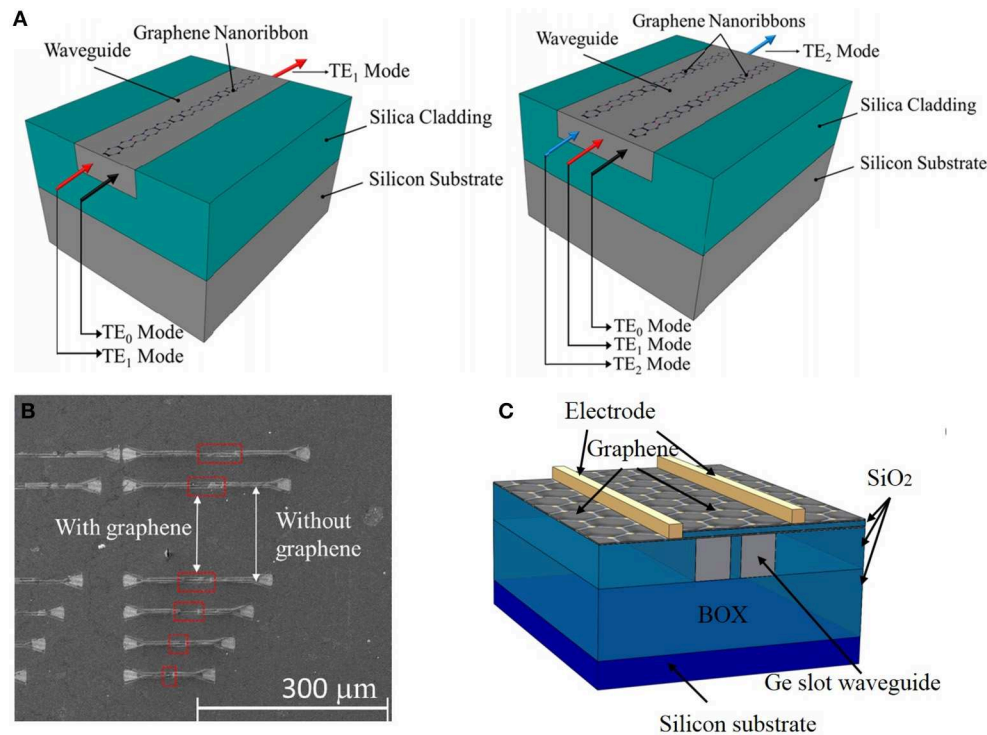 A
Graphene Nanoribbon
Waveguide
TE₁ Mode
Silica Cladding
Silicon Substrate
TE₀ Mode
TE₁ Mode
Graphene Nanoribbons
Waveguide
TE₂ Mode
Silica Cladding
Silicon Substrate
TE₀ Mode
TE₁ Mode
TE₂ Mode
B
With graphene
Without
graphene
300 μm
C
Electrode
Graphene
SiO₂
BOX
Ge slot waveguide
Silicon substrate